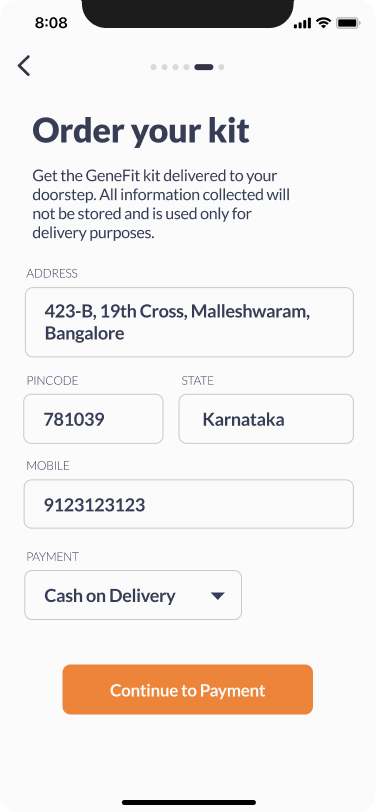 8:08
Order your kit
Get the GeneFit kit delivered to your
doorstep. All information collected will
not be stored and is used only for
delivery purposes.
ADDRESS
423-B, 19th Cross, Malleshwaram,
Bangalore
PINCODE
STATE
781039
Karnataka
MOBILE
9123123123
PAYMENT
Cash on Delivery
Continue to Payment